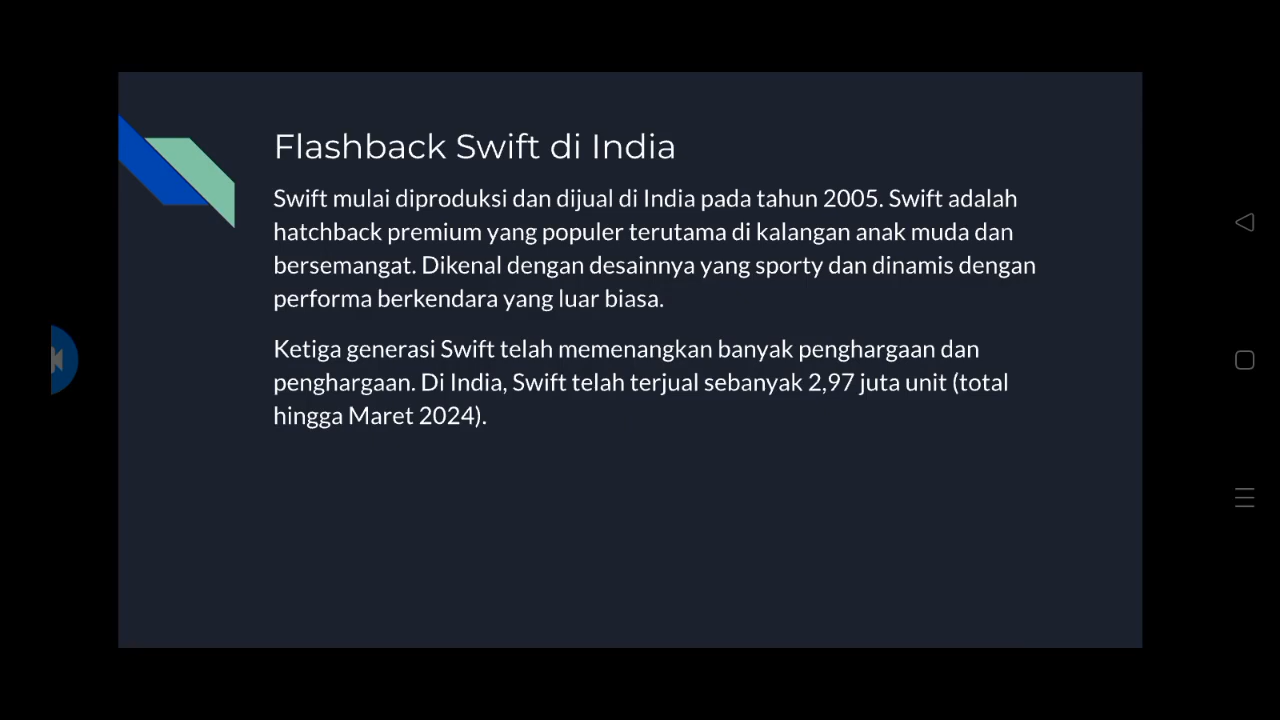 Flashback Swift di India
Swift mulai diproduksi dan dijual di India pada tahun 2005. Swift adalah
hatchback premium yang populer terutama di kalangan anak muda dan
bersemangat. Dikenal dengan desainnya yang sporty dan dinamis dengan
performa berkendara yang luar biasa.
Ketiga generasi Swift telah memenangkan banyak penghargaan dan
penghargaan. Di India, Swift telah terjual sebanyak 2,97 juta unit (total
hingga Maret 2024).